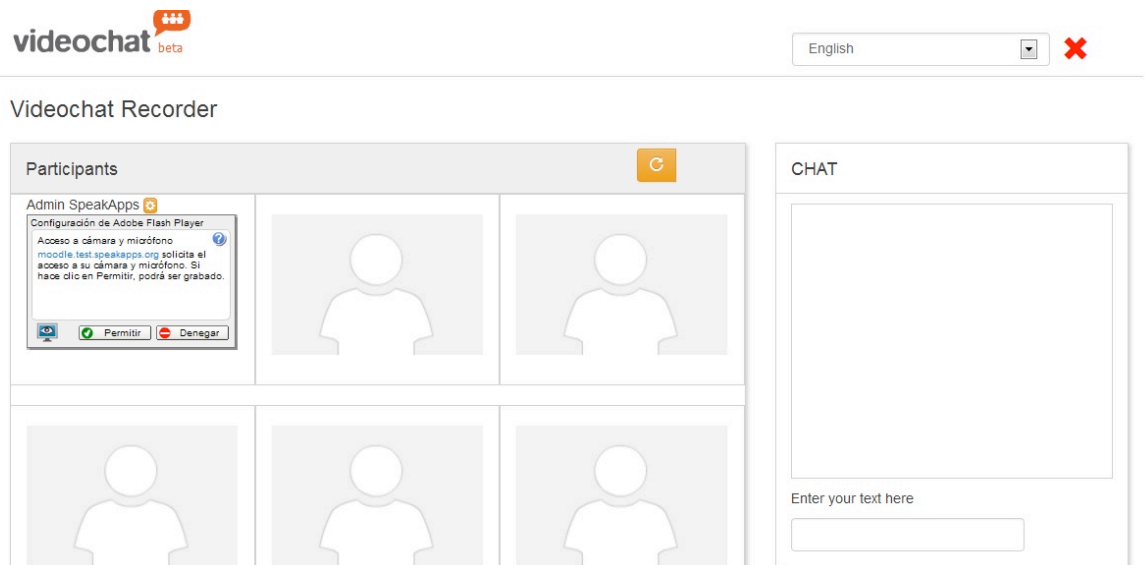 videochat beta
English
Videochat Recorder
Participants
CHAT
Admin SpeakApps
Configuración de Adobe Flash Player
Acceso a cámara y micrófono
moodle.test.speakapps.org solicita el
acceso a su cámara y micrófono. Si
hace clic en Permitir, podrá ser grabado.
Permitir Denegar
Enter your text here